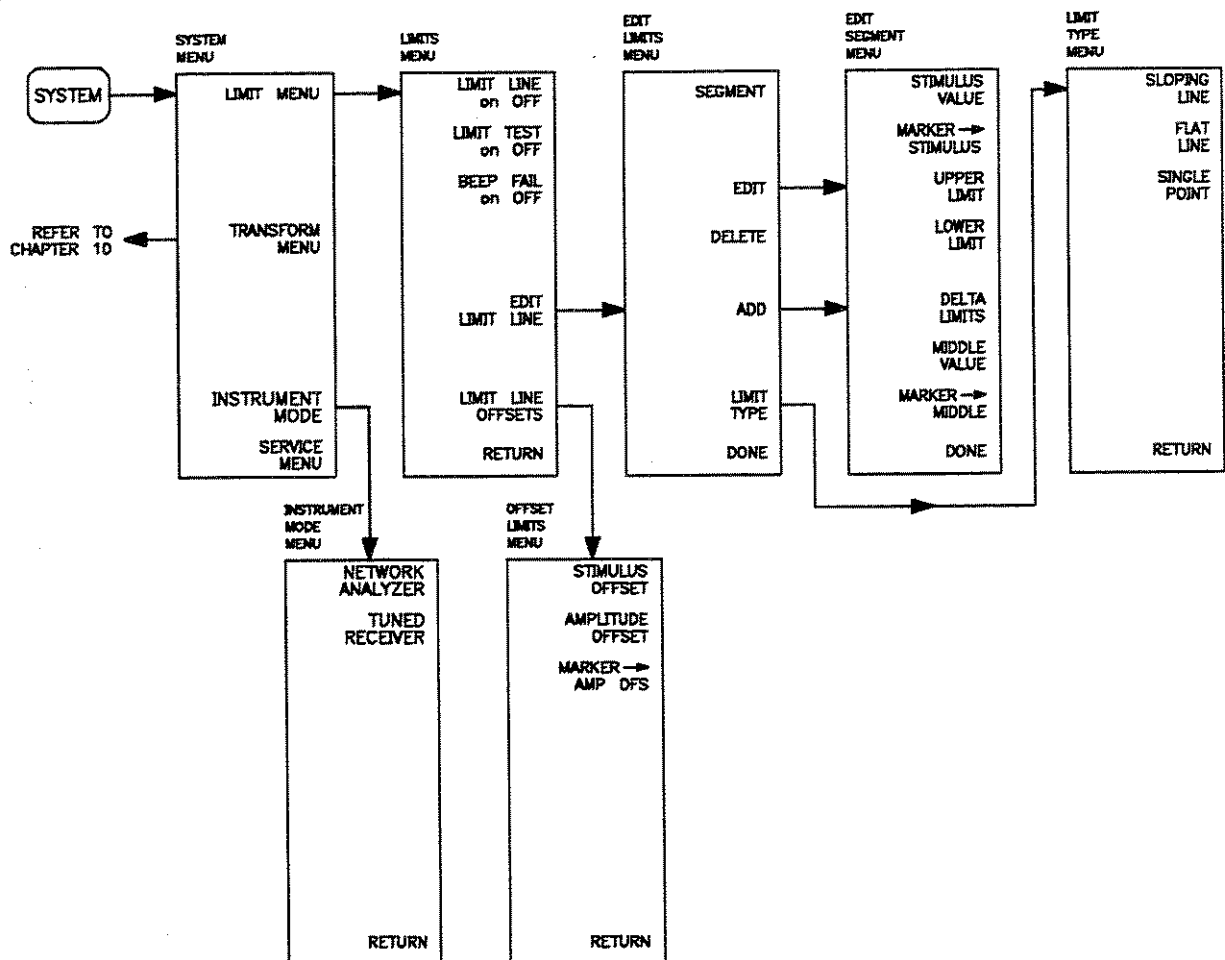 SYSTEM
SYSTEM
MENU
LIMIT MENU
TRANSFORM
MENU
REFER TO
CHAPTER 10
INSTRUMENT
MODE
SERVICE
MENU
LIMITS
MENU
LIMIT LINE
on OFF
LIMIT TEST
on OFF
BEEP FAIL
on OFF
EDIT
LIMIT LINE
LIMIT LINE
OFFSETS
RETURN
EDIT
LIMITS
MENU
SEGMENT
EDIT
DELETE
ADD
LIMIT
TYPE
DONE
EDIT
SEGMENT
MENU
STIMULUS
VALUE
MARKER →
STIMULUS
UPPER
LIMIT
LOWER
LIMIT
DELTA
LIMITS
MIDDLE
VALUE
MARKER →
MIDDLE
DONE
LIMIT
TYPE
MENU
SLOPING
LINE
FLAT
LINE
SINGLE
POINT
RETURN
INSTRUMENT
MODE
MENU
NETWORK
ANALYZER
TUNED
RECEIVER
RETURN
OFFSET
LIMITS
MENU
STIMULUS
OFFSET
AMPLITUDE
OFFSET
MARKER →
AMP OFS
RETURN